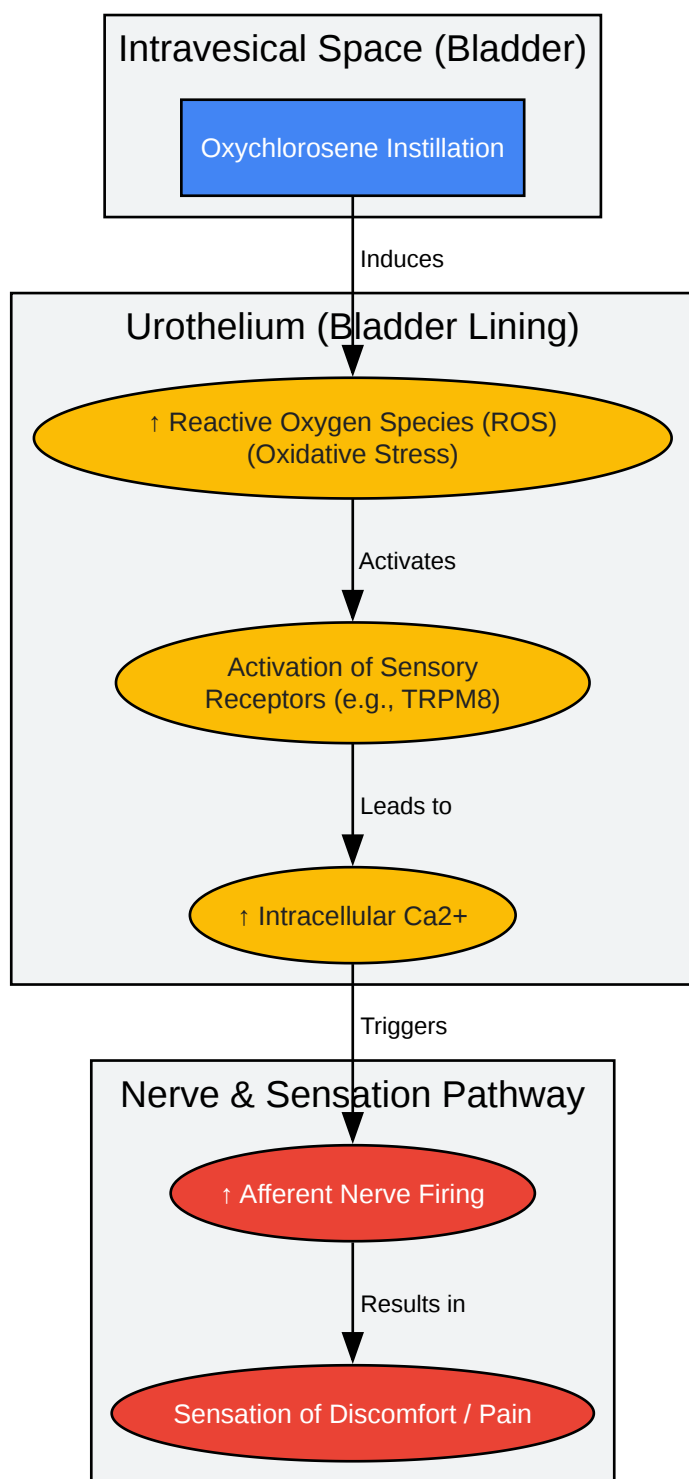 Intravesical Space (Bladder)
Oxychlorosene Instillation
Induces
Urothelium (Bladder Lining)
↑ Reactive Oxygen Species (ROS)
(Oxidative Stress)
Activates
Activation of Sensory
Receptors (e.g., TRPM8)
Leads to
↑ Intracellular Ca2+
Triggers
Nerve & Sensation Pathway
↑ Afferent Nerve Firing
Results in
Sensation of Discomfort / Pain